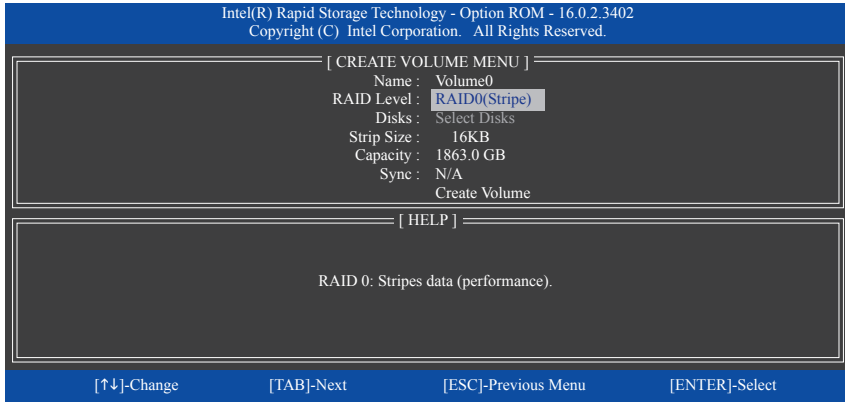 Intel(R) Rapid Storage Technology - Option ROM - 16.0.2.3402
Copyright (C) Intel Corporation. All Rights Reserved.
[ CREATE VOLUME MENU ]
Name : Volume0
RAID Level : RAID0(Stripe)
Disks : Select Disks
Strip Size : 16KB
Capacity : 1863.0 GB
Sync : N/A
Create Volume
[ HELP ]
RAID 0: Stripes data (performance).
[↑↓]-Change [TAB]-Next [ESC]-Previous Menu [ENTER]-Select